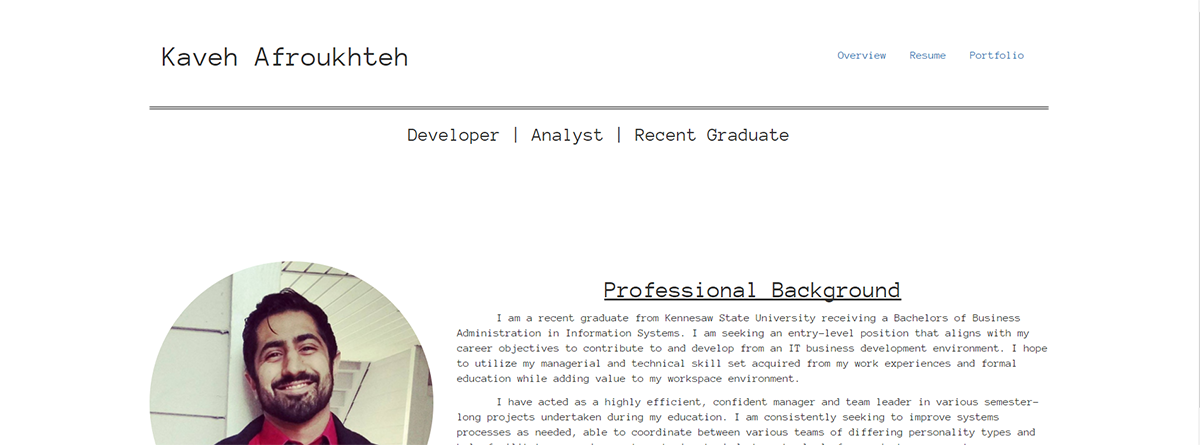 Kaveh Afroukhteh
Overview Resume Portfolio
Developer | Analyst | Recent Graduate
Professional Background
I am a recent graduate from Kennesaw State University receiving a Bachelors of Business
Administration in Information Systems. I am seeking an entry-level position that aligns with my
career objectives to contribute to and develop from an IT business development environment. I hope
to utilize my managerial and technical skill set acquired from my work experiences and formal
education while adding value to my workspace environment.
I have acted as a highly efficient, confident manager and team leader in various semester-
long projects undertaken during my education. I am consistently seeking to improve systems
processes as needed, able to coordinate between various teams of differing personality types and